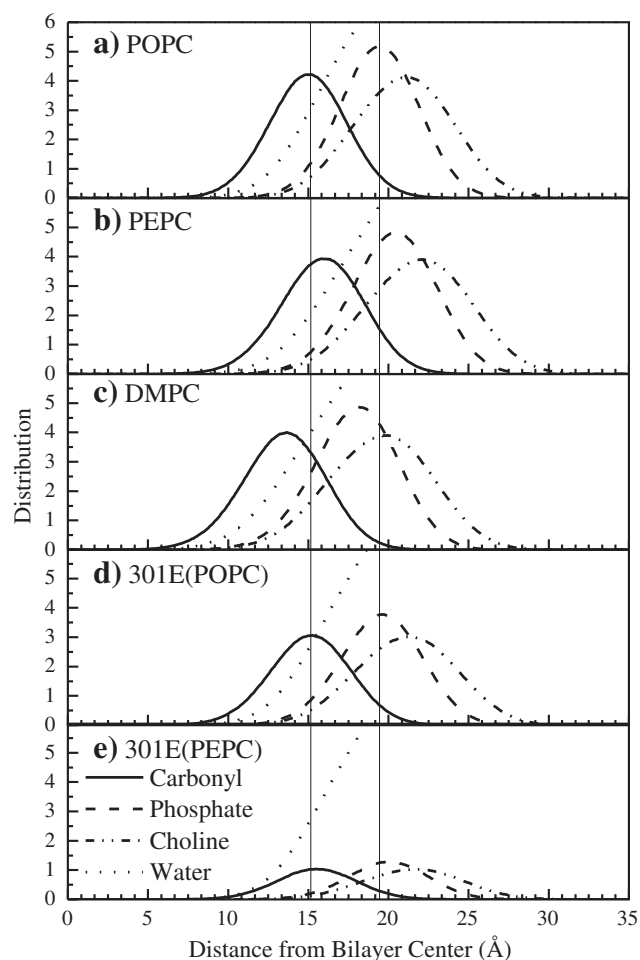 6
a) POPC
5
4
3
2
1
0
b) PEPC
5
4
3
2
1
0
c) DMPC
5
4
3
2
1
0
Distribution
d) 301E(POPC)
5
4
3
2
1
0
e) 301E(PEPC)
5
Carbonyl
4
Phosphate
3
Choline
2
Water
1
0
0 5 10 15 20 25 30 35
Distance from Bilayer Center (Å)